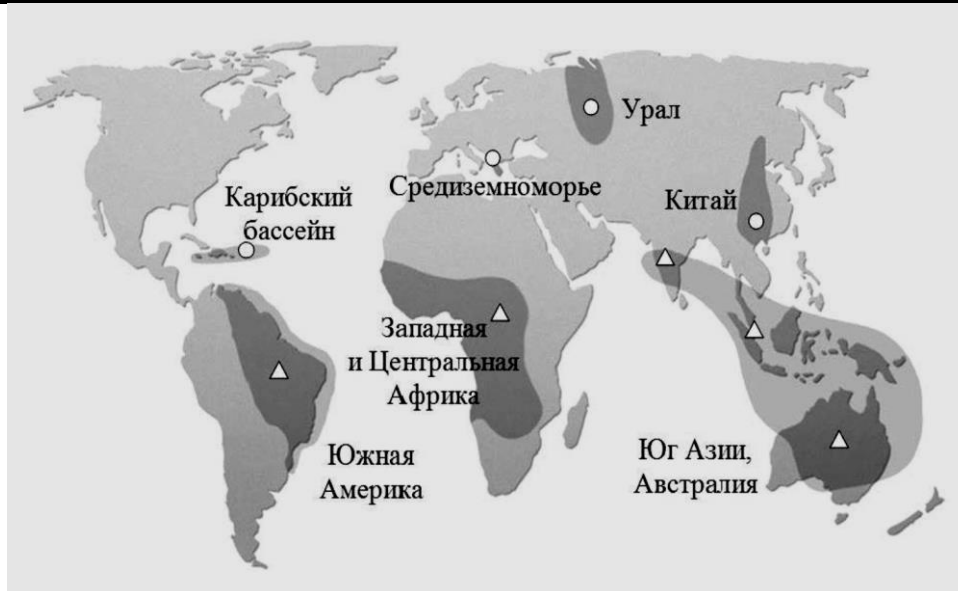 Урал
Средиземноморье
Карибский
бассейн
Китай
Западная
и Центральная
Африка
Южная
Америка
Юг Азии,
Австралия